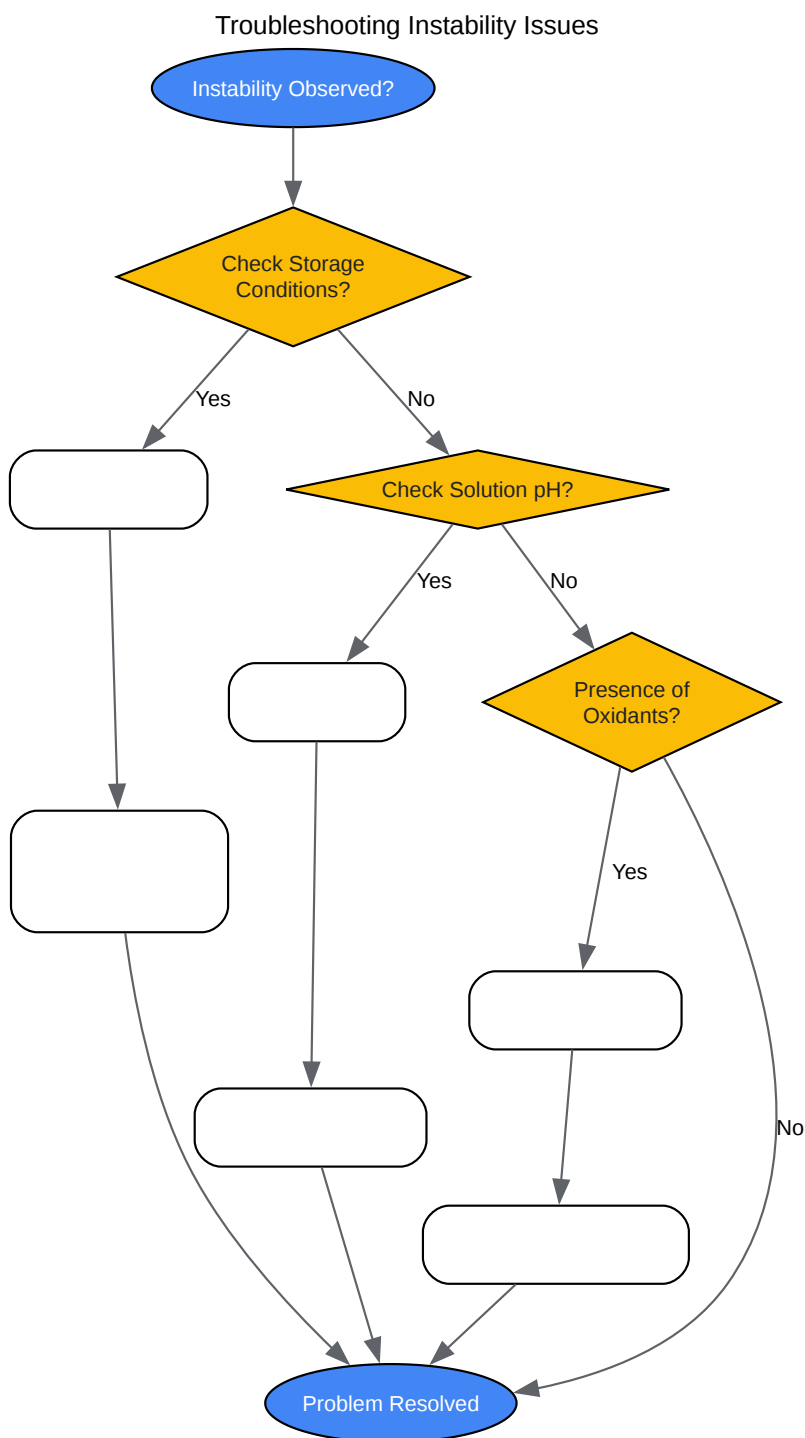 Troubleshooting Instability Issues
Instability Observed?
Check Storage
Conditions?
Yes
No
Check Solution pH?
Yes
No
Presence of
Oxidants?
Yes
No
Problem Resolved